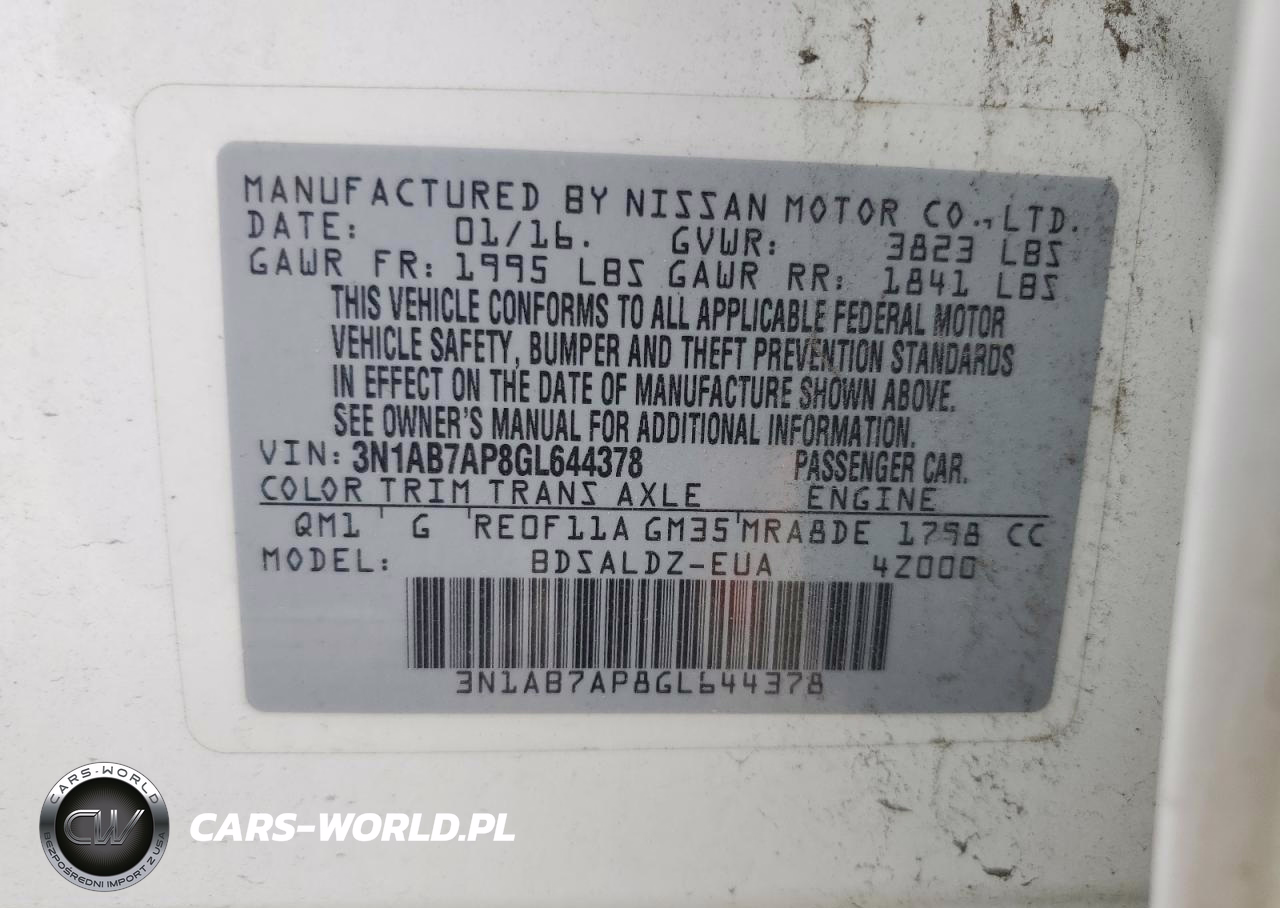 MANUFACTURED BY NISSAN MOTOR CO., LTD.
DATE: 01/16. GVWR: 3823 LBS
GAWR FR: 1995 LBS GAWR RR: 1841 LBS
THIS VEHICLE CONFORMS TO ALL APPLICABLE FEDERAL MOTOR
VEHICLE SAFETY, BUMPER AND THEFT PREVENTION STANDARDS
IN EFFECT ON THE DATE OF MANUFACTURE SHOWN ABOVE.
SEE OWNER'S MANUAL FOR ADDITIONAL INFORMATION.
VIN: 3N1AB7AP8GL644378 PASSENGER CAR.
COLOR TRIM TRANS AXLE ENGINE
QM1 G RE0F11A GM35 MRA8DE 1798 CC
MODEL: BDSALDZ-EUA 4Z000
3N1AB7AP8GL644378
CARS-WORLD
CW
BEZPOŚREDNI IMPORT Z USA
CARS-WORLD.PL